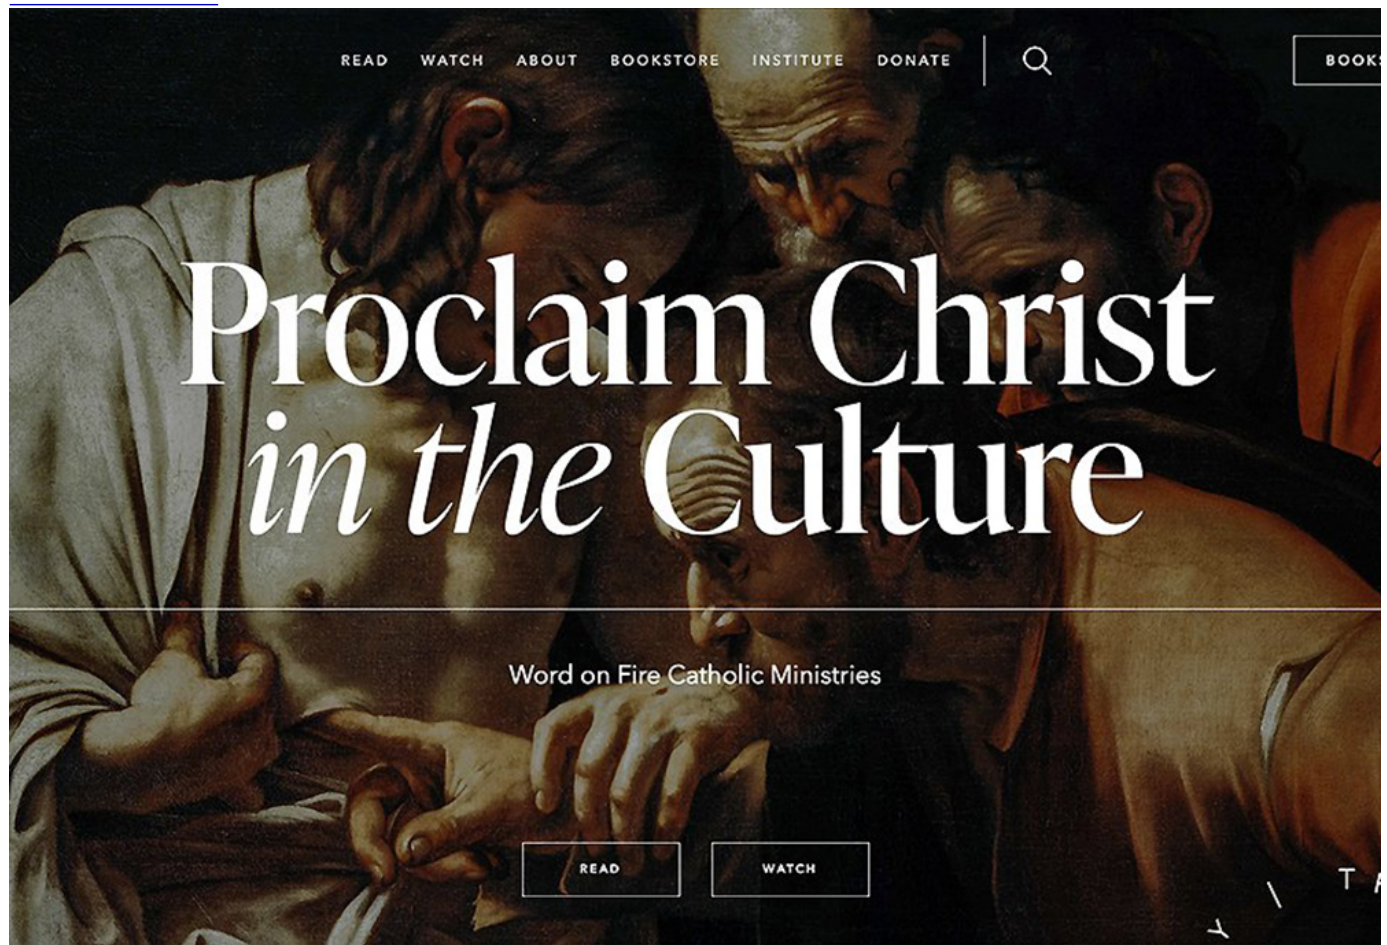 READ WATCH ABOUT BOOKSTORE INSTITUTE DONATE
Proclaim Christ
in the Culture
Word on Fire Catholic Ministries
READ WATCH